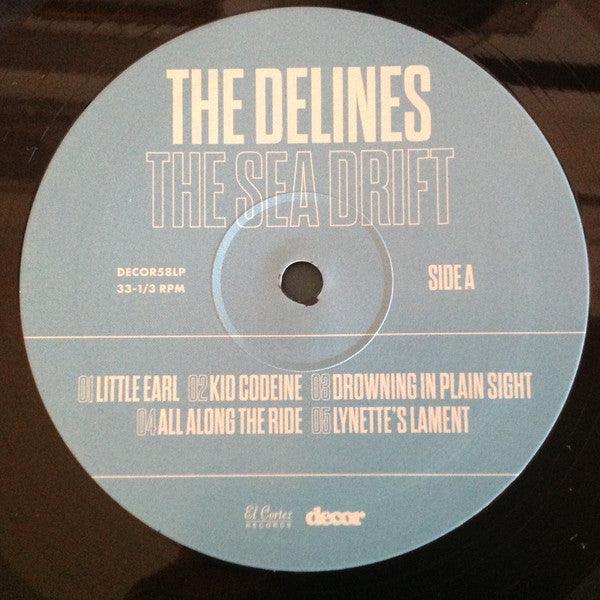 THE DELINES
THE SEA DRIFT
DECOR58LP
33-1/3 RPM
SIDE A
01 LITTLE EARL 02 KID CODEINE 03 DROWNING IN PLAIN SIGHT
04 ALL ALONG THE RIDE 05 LYNETTE'S LAMENT
El Cortez
RECORDS
decor